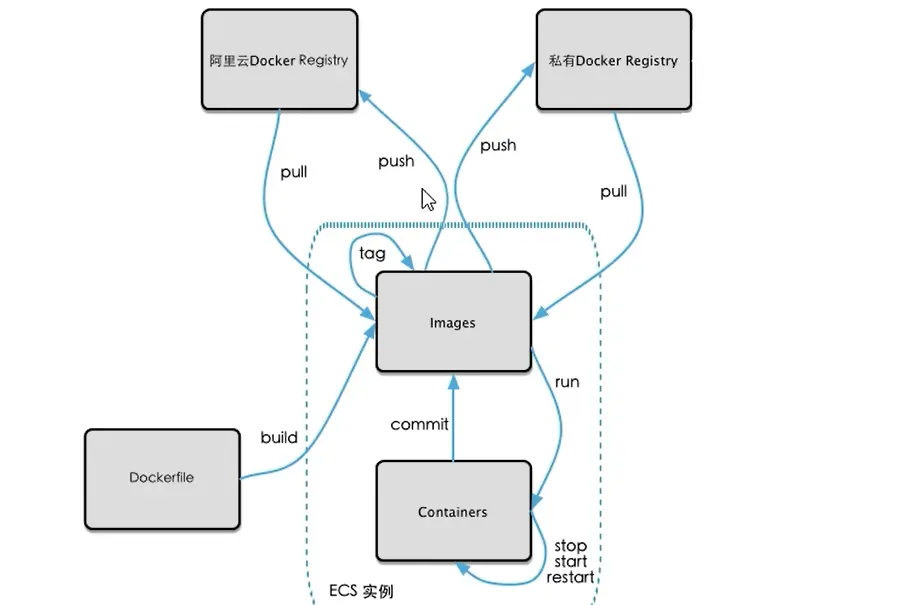 阿里云Docker Registry
私有Docker Registry
pull
push
push
pull
tag
Images
run
commit
build
Dockerfile
Containers
stop
start
restart
ECS 实例